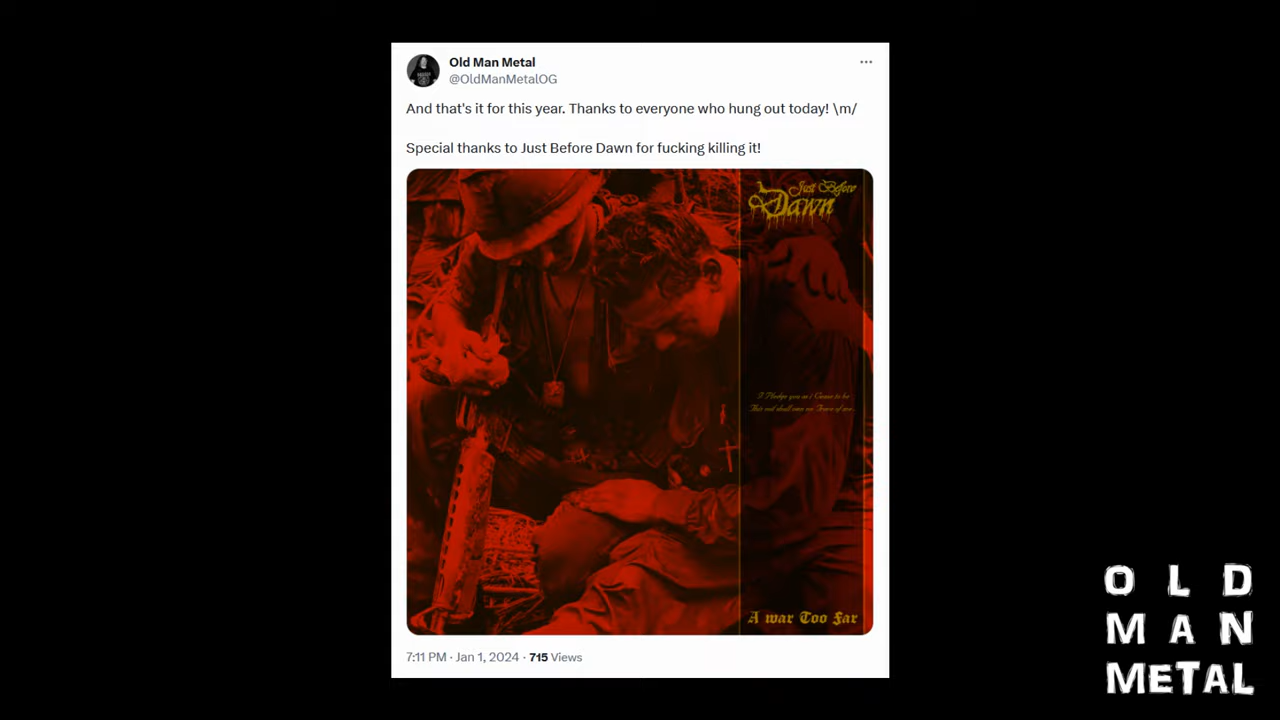 Old Man Metal
@OldManMetalOG
And that's it for this year. Thanks to everyone who hung out today! \m/
Special thanks to Just Before Dawn for fucking killing it!
Just Before
Dawn
A war Too Far
7:11 PM · Jan 1, 2024 · 715 Views
OLD
MAN
METAL